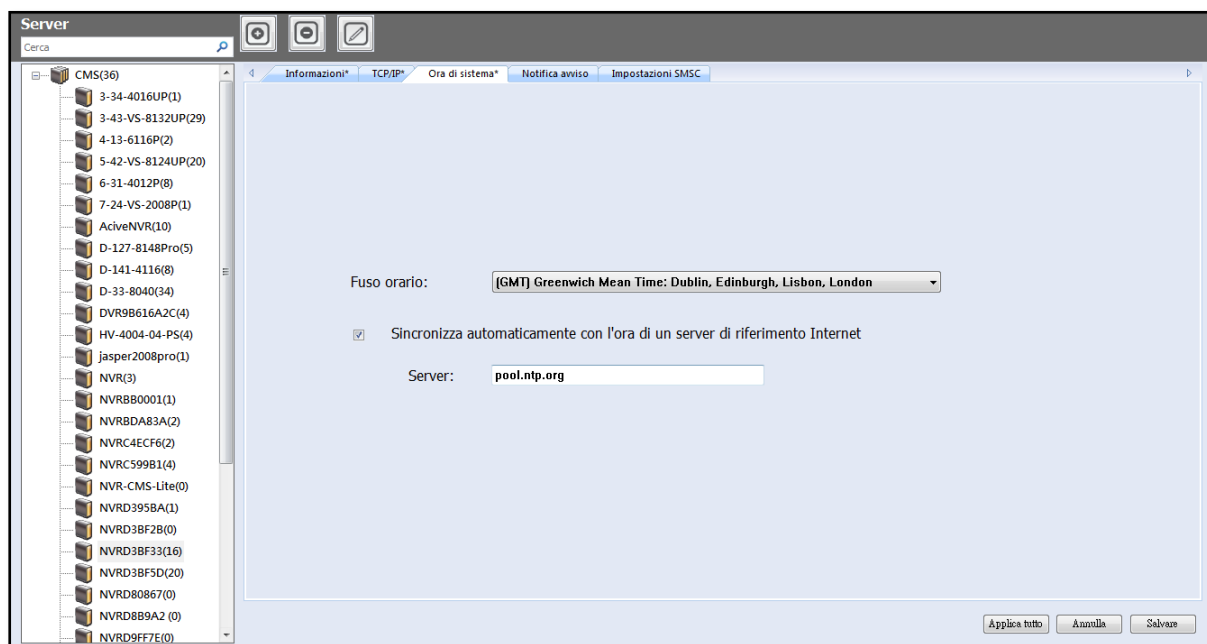 Server
Cerca
CMS(36)
3-34-4016UP(1)
3-43-VS-8132UP(29)
4-13-6116P(2)
5-42-VS-8124UP(20)
6-31-4012P(8)
7-24-VS-2008P(1)
AciveNVR(10)
D-127-8148Pro(5)
D-141-4116(8)
D-33-8040(34)
DVR9B616A2C(4)
HV-4004-04-PS(4)
jasper2008pro(1)
NVR(3)
NVRBB0001(1)
NVRBDA83A(2)
NVRC4ECF6(2)
NVRC599B1(4)
NVR-CMS-Lite(0)
NVRD395BA(1)
NVRD3BF2B(0)
NVRD3BF33(16)
NVRD3BF5D(20)
NVRD80867(0)
NVRD8B9A2 (0)
NVRD9FF7E(0)
Informazioni* TCP/IP* Ora di sistema* Notifica avviso Impostazioni SMSC
Fuso orario: (GMT) Greenwich Mean Time: Dublin, Edinburgh, Lisbon, London
Sincronizza automaticamente con l'ora di un server di riferimento Internet
Server: pool.ntp.org
Applica tutto Annulla Salvare